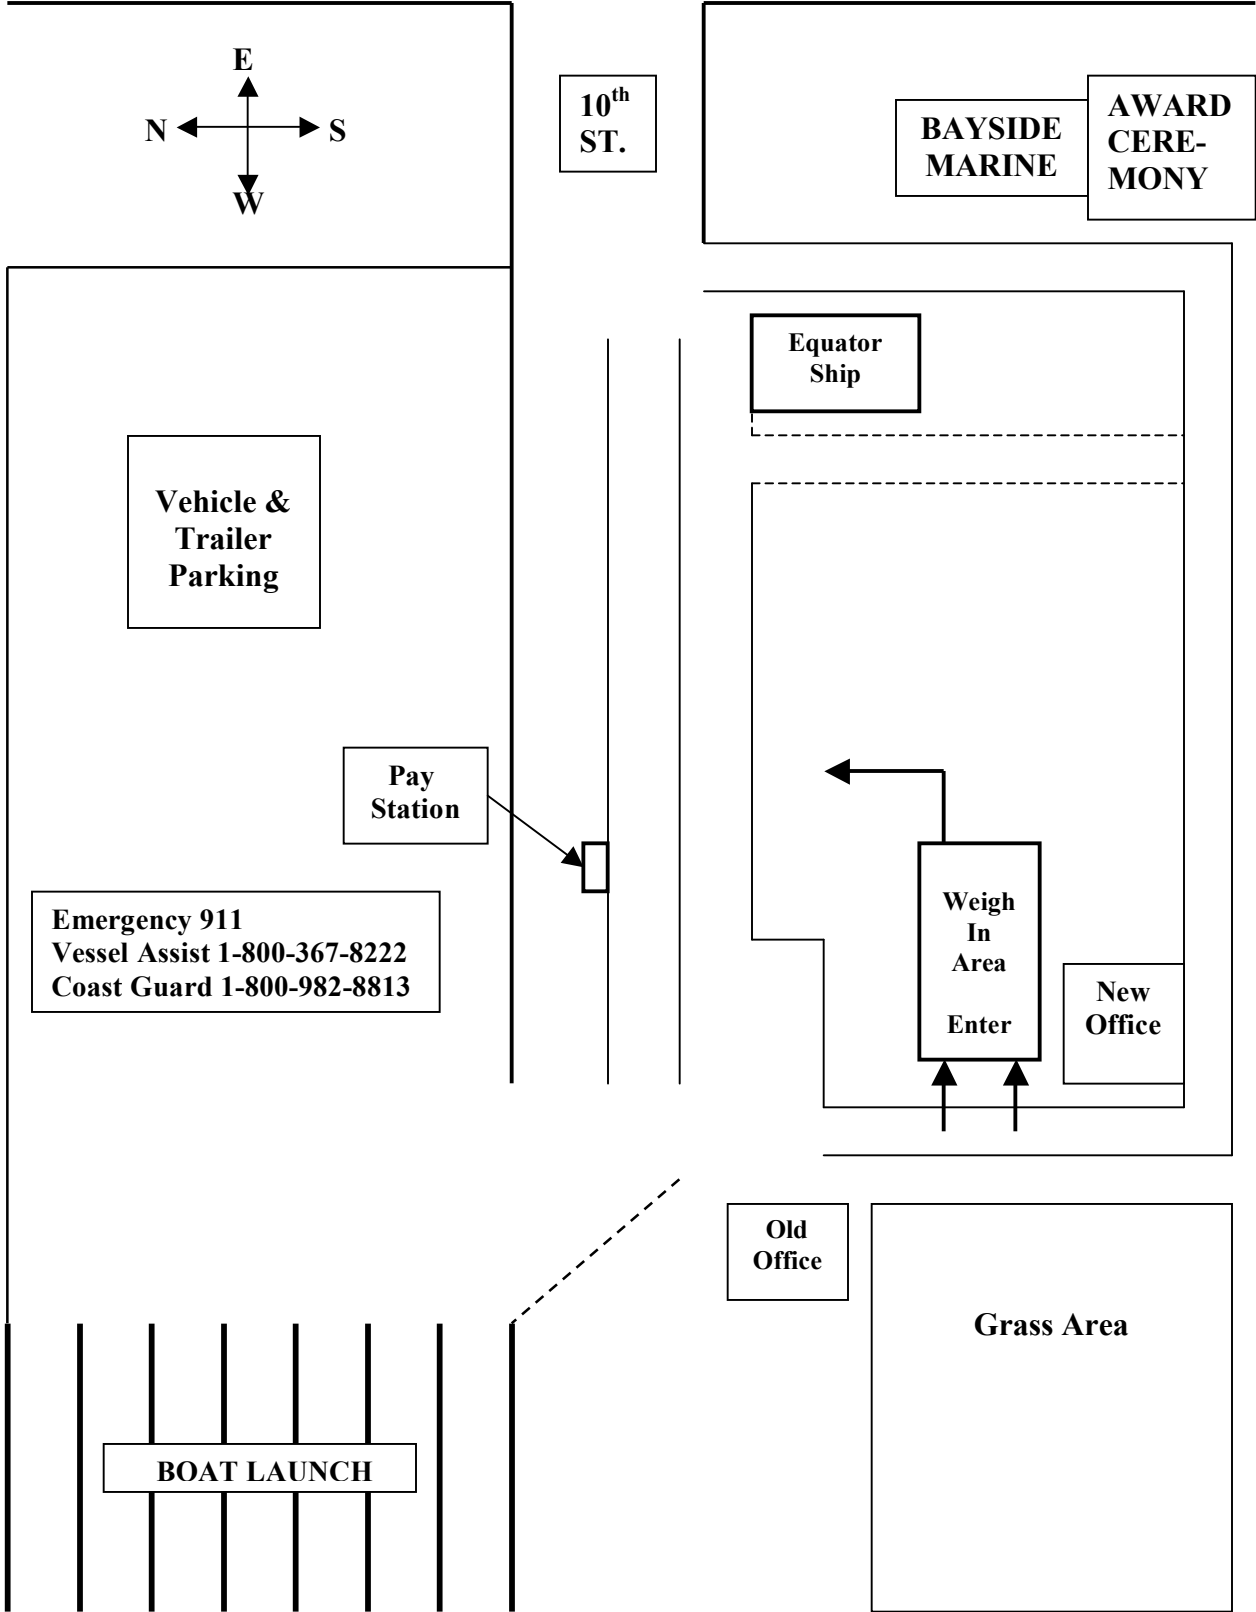 E
N S
W
10th
ST.
BAYSIDE
MARINE
AWARD
CERE-
MONY
Equator
Ship
Vehicle &
Trailer
Parking
Pay
Station
Emergency 911
Vessel Assist 1-800-367-8222
Coast Guard 1-800-982-8813
Weigh
In
Area
Enter
New
Office
Old
Office
Grass Area
BOAT LAUNCH